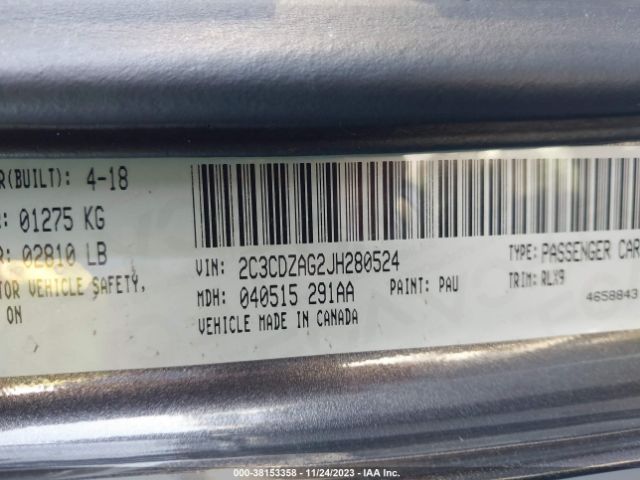 R(BUILT): 4-18
: 01275 KG
R: 02810 LB
TOR VEHICLE SAFETY,
ON
VIN: 2C3CDZAG2JH280524
MDH: 040515 291AA
PAINT: PAU
VEHICLE MADE IN CANADA
TYPE: PASSENGER CAR
TRIM: RLX9
4658843
000-38153358 - 11/24/2023 - IAA Inc.